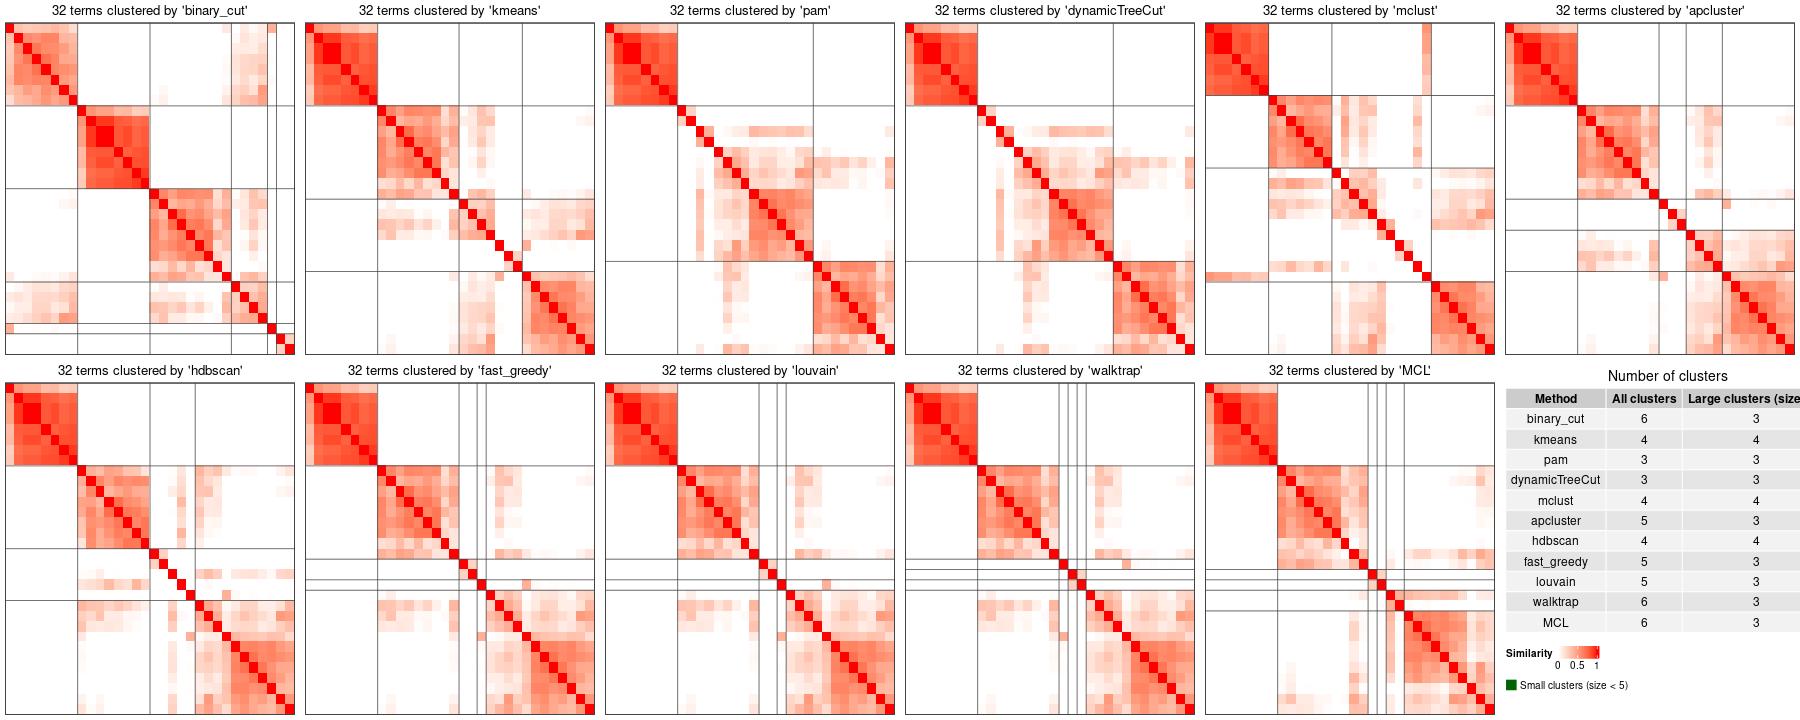 32 terms clustered by 'binary_cut'
32 terms clustered by 'kmeans'
32 terms clustered by 'pam'
32 terms clustered by 'dynamicTreeCut'
32 terms clustered by 'mclust'
32 terms clustered by 'apcluster'
32 terms clustered by 'hdbscan'
32 terms clustered by 'fast_greedy'
32 terms clustered by 'louvain'
32 terms clustered by 'walktrap'
32 terms clustered by 'MCL'
Number of clusters
Method All clusters Large clusters (size
binary_cut 6 3
kmeans 4 4
pam 3 3
dynamicTreeCut 3 3
mclust 4 4
apcluster 5 3
hdbscan 4 4
fast_greedy 5 3
louvain 5 3
walktrap 6 3
MCL 6 3
Similarity
0 0.5 1
Small clusters (size < 5)